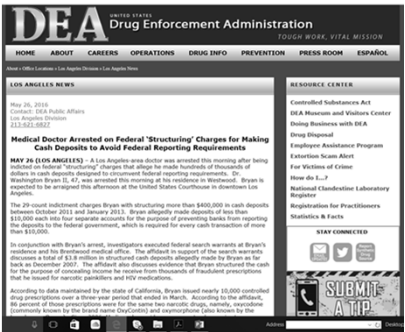 DEA
UNITED STATES
Drug Enforcement Administration
TOUGH WORK, VITAL MISSION
HOME ABOUT CAREERS OPERATIONS DRUG INFO PREVENTION PRESS ROOM ESPAÑOL
About » Office Locations » Los Angeles Division » Los Angeles News
LOS ANGELES NEWS
May 26, 2016
Contact: DEA Public Affairs
Los Angeles Division
213-621-6827
Medical Doctor Arrested on Federal 'Structuring' Charges for Making
Cash Deposits to Avoid Federal Reporting Requirements
MAY 26 (LOS ANGELES) – A Los Angeles-area doctor was arrested this morning after being
indicted on federal "structuring" charges that allege he made hundreds of thousands of
dollars in cash deposits designed to circumvent federal reporting requirements. Dr.
Washington Bryan II, 47, was arrested this morning at his residence in Westwood. Bryan is
expected to be arraigned this afternoon at the United States Courthouse in downtown Los
Angeles.
The 29-count indictment charges Bryan with structuring more than $400,000 in cash deposits
between October 2011 and January 2013. Bryan allegedly made deposits of less than
$10,000 each into four separate accounts for the purpose of preventing banks from reporting
the deposits to the federal government, which is required for every cash transaction of more
than $10,000.
In conjunction with Bryan's arrest, investigators executed federal search warrants at Bryan's
residence and his Brentwood medical office. The affidavit in support of the search warrants
discusses a total of $3.8 million in structured cash deposits allegedly made by Bryan as far
back as December 2007. The affidavit also discusses evidence that Bryan structured the cash
for the purpose of concealing income he receive from thousands of fraudulent prescriptions
that he issued for narcotic painkillers and HIV medications.
According to data maintained by the state of California, Bryan issued nearly 10,000 controlled
drug prescriptions over a three-year period that ended in March. According to the affidavit,
86 percent of those prescriptions were for the same two narcotic drugs, namely, oxycodone
(commonly known by the brand name OxyContin) and oxymorphone (also known by the
RESOURCE CENTER
Controlled Substances Act
DEA Museum and Visitors Center
Doing Business with DEA
Drug Disposal
Employee Assistance Program
Extortion Scam Alert
For Victims of Crime
How do I...?
National Clandestine Laboratory
Register
Registration for Practitioners
Statistics & Facts
STAY CONNECTED
SUBMIT
A TIP
Address
Desktop